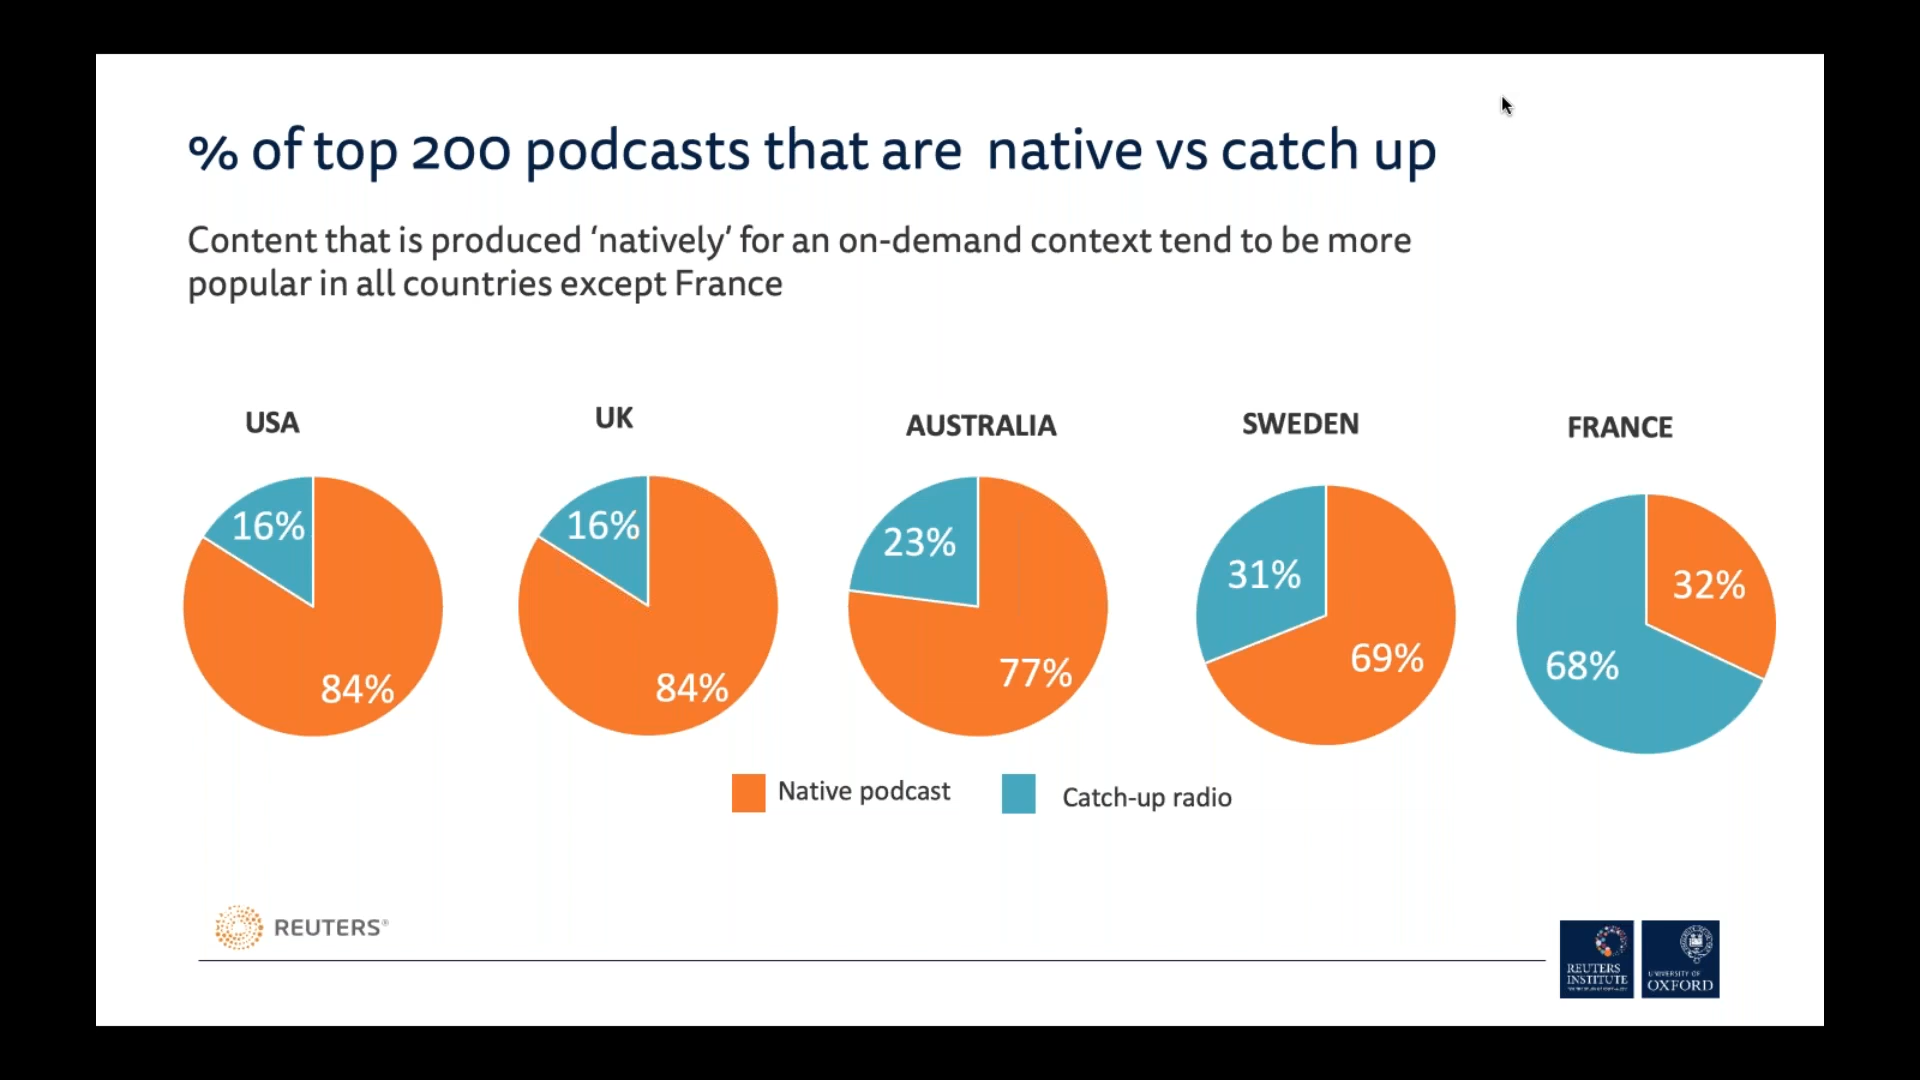 % of top 200 podcasts that are native vs catch up
Content that is produced ‘natively’ for an on-demand context tend to be more
popular in all countries except France
USA
UK
AUSTRALIA
SWEDEN
FRANCE
16%
84%
16%
84%
23%
77%
31%
69%
32%
68%
Native podcast
Catch-up radio
REUTERS®
REUTERS
INSTITUTE
UNIVERSITY OF
OXFORD